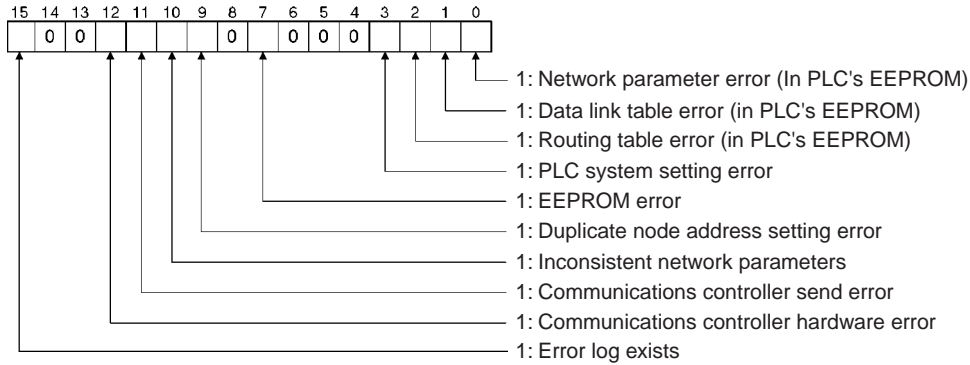 15 14 13 12 11 10 9 8 7 6 5 4 3 2 1 0
0 0 0 0 0 0
1: Network parameter error (In PLC's EEPROM)
1: Data link table error (in PLC's EEPROM)
1: Routing table error (in PLC's EEPROM)
1: PLC system setting error
1: EEPROM error
1: Duplicate node address setting error
1: Inconsistent network parameters
1: Communications controller send error
1: Communications controller hardware error
1: Error log exists